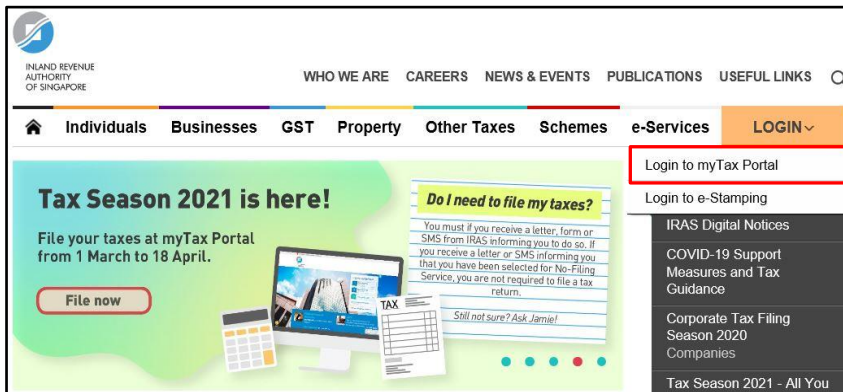 INLAND REVENUE
AUTHORITY
OF SINGAPORE
WHO WE ARE CAREERS NEWS & EVENTS PUBLICATIONS USEFUL LINKS
Individuals Businesses GST Property Other Taxes Schemes e-Services LOGIN
Login to myTax Portal
Login to e-Stamping
Tax Season 2021 is here!
File your taxes at myTax Portal
from 1 March to 18 April.
File now
TAX
Do I need to file my taxes?
You must if you receive a letter, form or
SMS from IRAS informing you to do so. If
you receive a letter or SMS informing you
that you have been selected for No-Filing
Service, you are not required to file a tax
return.
Still not sure? Ask Jamie!
IRAS Digital Notices
COVID-19 Support
Measures and Tax
Guidance
Corporate Tax Filing
Season 2020
Companies
Tax Season 2021 - All You